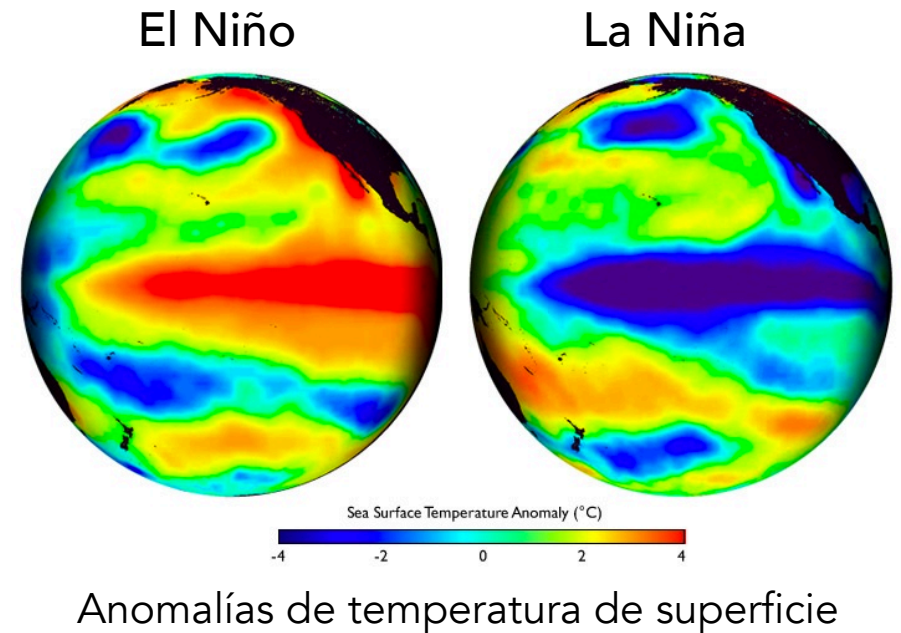 El Niño
La Niña
Sea Surface Temperature Anomaly (°C)
-4 -2 0 2 4
Anomalías de temperatura de superficie